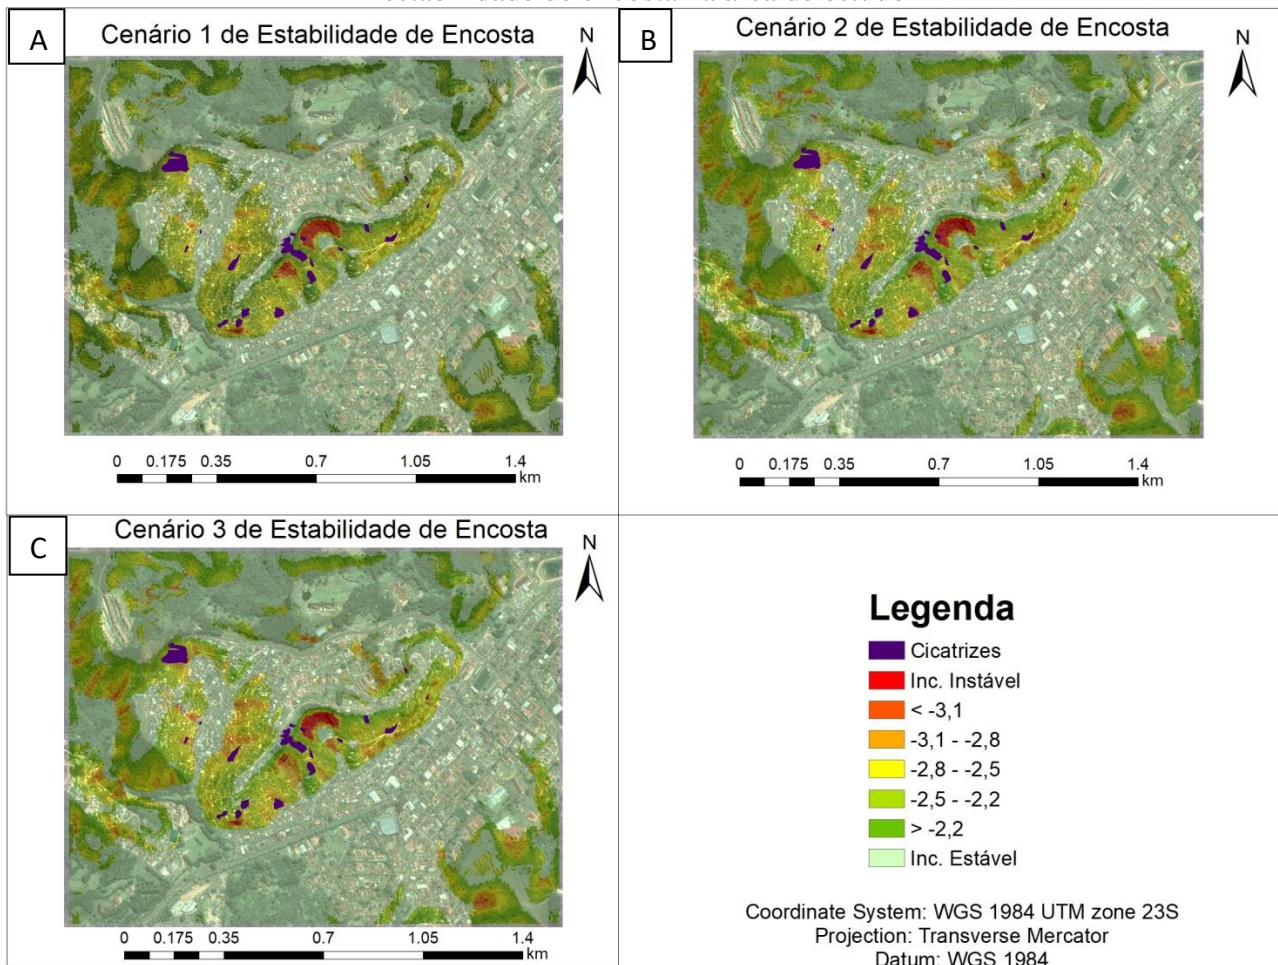 A
Cenário 1 de Estabilidade de Encosta
N
0 0.175 0.35 0.7 1.05 1.4
km
B
Cenário 2 de Estabilidade de Encosta
N
0 0.175 0.35 0.7 1.05 1.4
km
C
Cenário 3 de Estabilidade de Encosta
N
0 0.175 0.35 0.7 1.05 1.4
km
Legenda
Cicatrizes
Inc. Instável
< -3,1
-3,1 - -2,8
-2,8 - -2,5
-2,5 - -2,2
> -2,2
Inc. Estável
Coordinate System: WGS 1984 UTM zone 23S
Projection: Transverse Mercator
Datum: WGS 1984